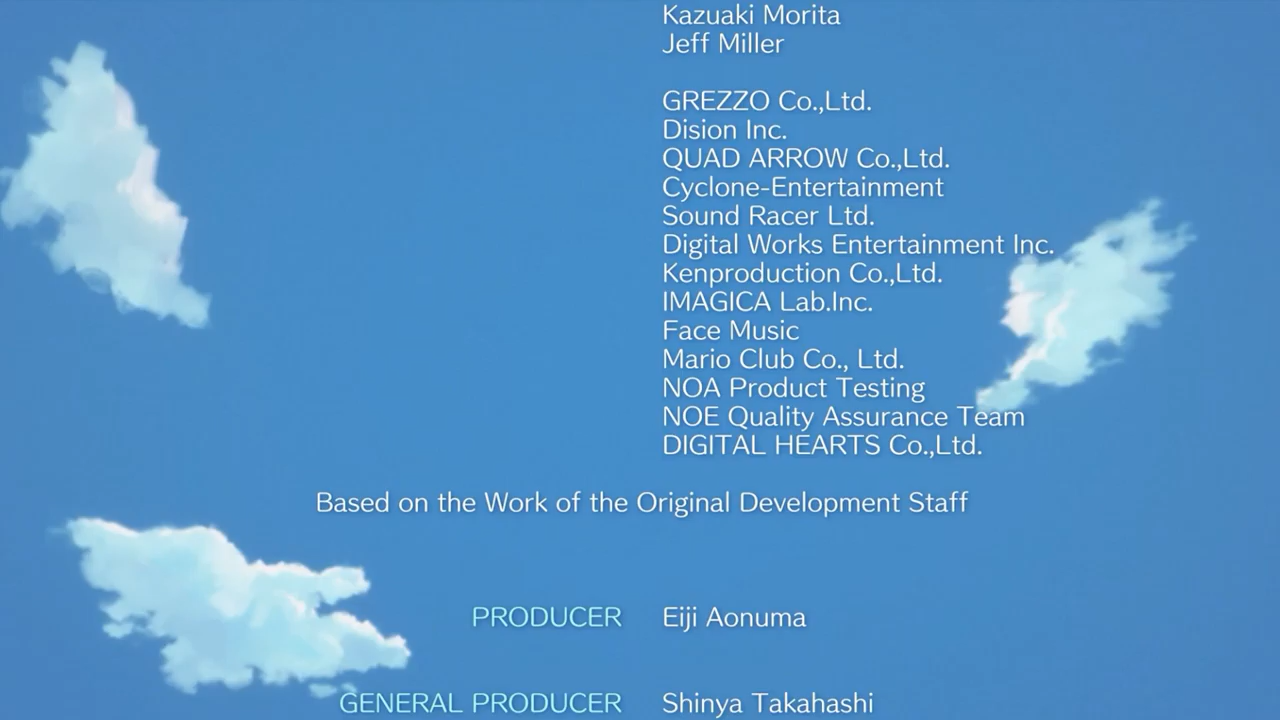 Kazuaki Morita
Jeff Miller
GREZZO Co.,Ltd.
Dision Inc.
QUAD ARROW Co.,Ltd.
Cyclone-Entertainment
Sound Racer Ltd.
Digital Works Entertainment Inc.
Kenproduction Co.,Ltd.
IMAGICA Lab.Inc.
Face Music
Mario Club Co., Ltd.
NOA Product Testing
NOE Quality Assurance Team
DIGITAL HEARTS Co.,Ltd.
Based on the Work of the Original Development Staff
PRODUCER Eiji Aonuma
GENERAL PRODUCER Shinya Takahashi